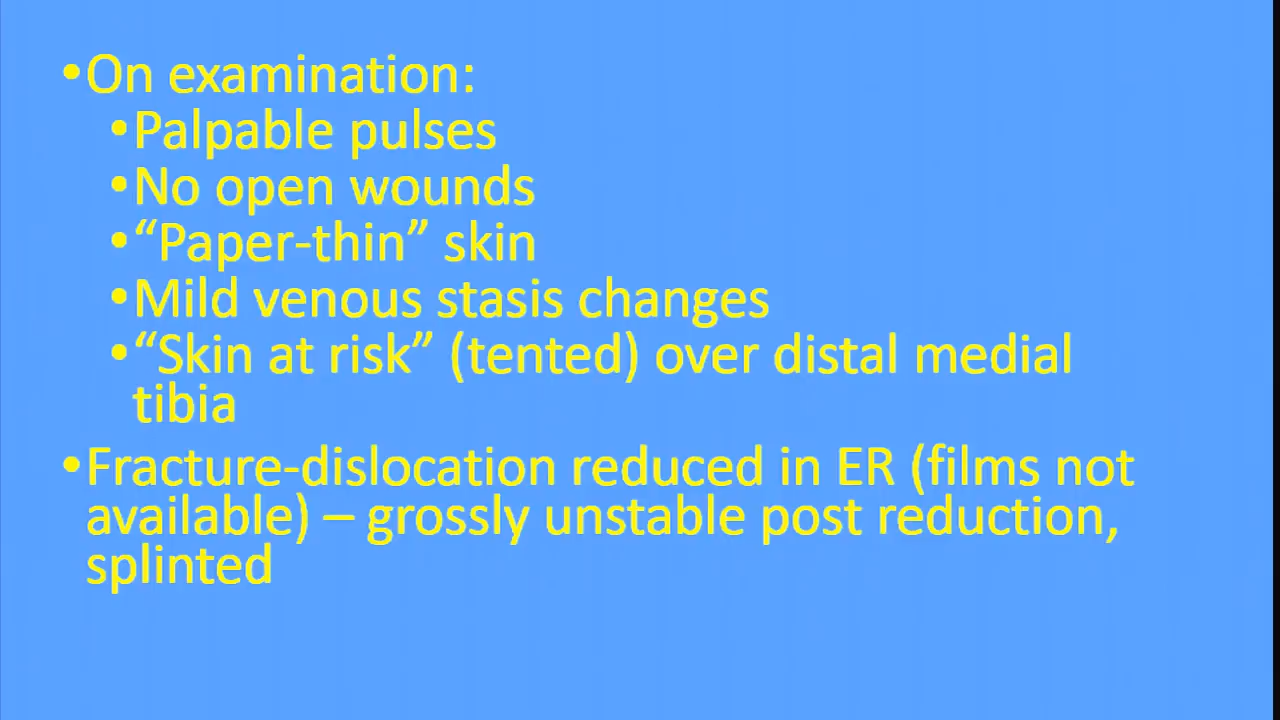 •On examination:
•Palpable pulses
•No open wounds
•“Paper-thin” skin
•Mild venous stasis changes
•“Skin at risk” (tented) over distal medial
tibia
•Fracture-dislocation reduced in ER (films not
available) – grossly unstable post reduction,
splinted